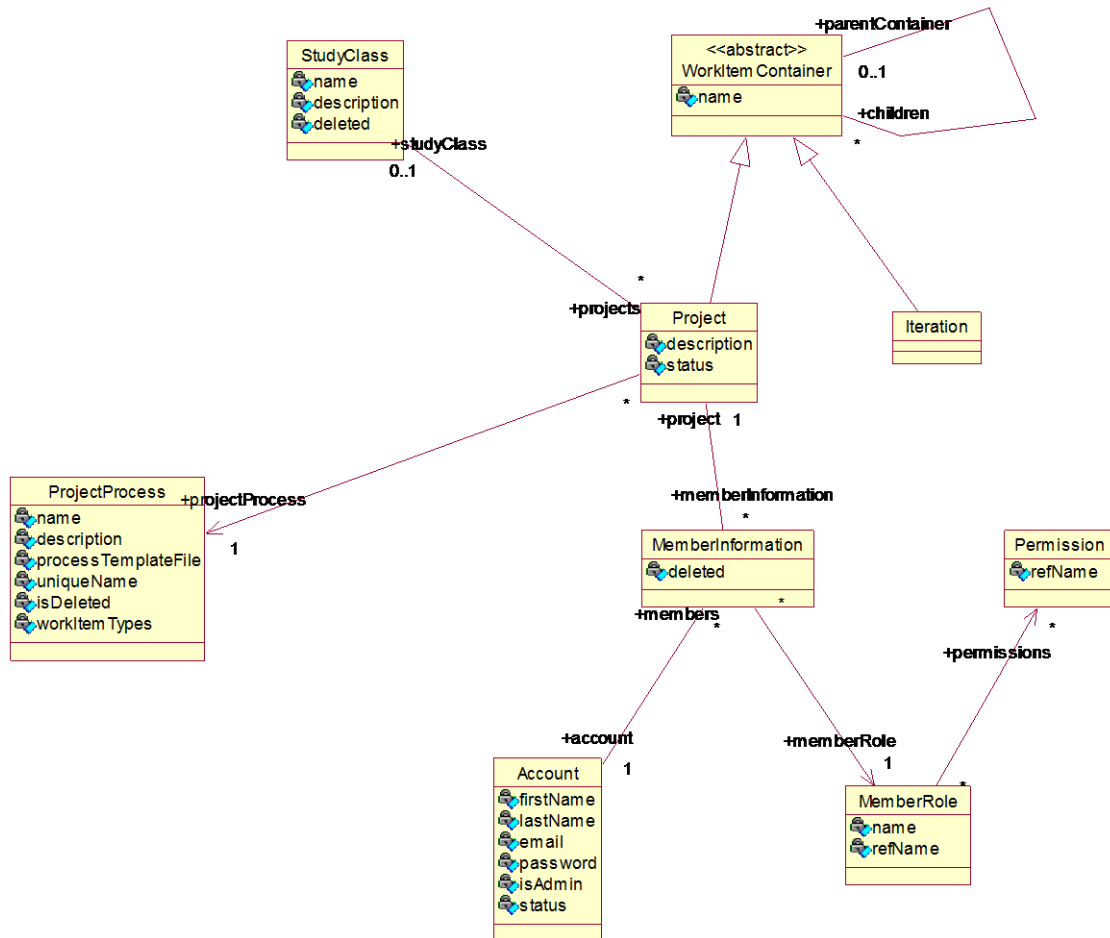 +parentContainer
StudyClass
name
description
deleted
<<abstract>>
WorkItemContainer
name
0..1
+children
*
+studyClass
0..1
*
+projects
Project
description
status
Iteration
*
+project 1
ProjectProcess
name
description
processTemplateFile
uniqueName
isDeleted
workItemTypes
+projectProcess
1
+memberInformation
*
MemberInformation
deleted
Permission
refName
*
+members
*
*
+permissions
+account
1
+memberRole
1
Account
firstName
lastName
email
password
isAdmin
status
*
MemberRole
name
refName